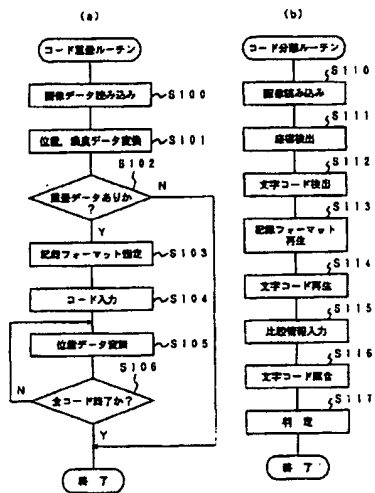 (a)
コード重畳ルーテン
画像データ読み込み
S100
位置,濃度データ変換
S101
S102
重畳データありか?
N
Y
記録フォーマット指定
S103
コード入力
S104
位置データ変換
S105
S106
全コード終了か?
N
Y
終了
(b)
コード分離ルーテン
S110
画像読み込み
S111
S112
文字コード検出
S113
記録フォーマット
再生
S114
文字コード再生
S115
比較情報入力
S116
文字コード照合
S117
判定
終了